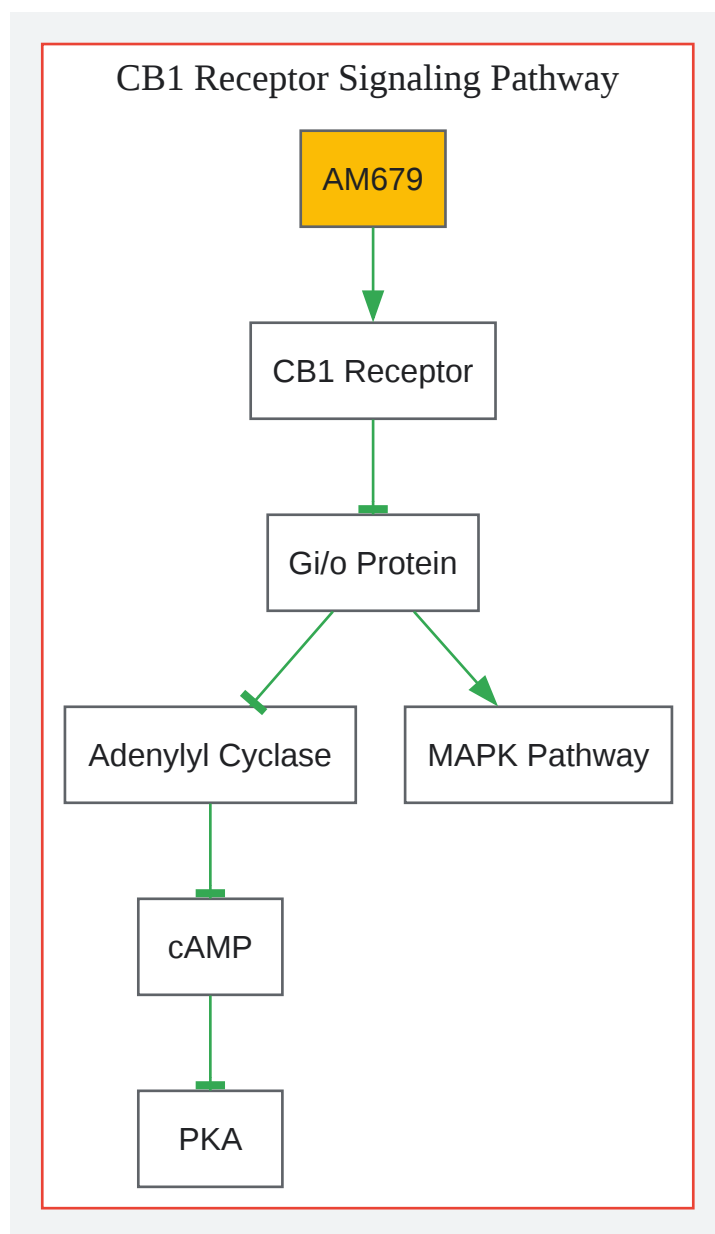 CB1 Receptor Signaling Pathway
AM679
CB1 Receptor
Gi/o Protein
Adenylyl Cyclase
MAPK Pathway
cAMP
PKA